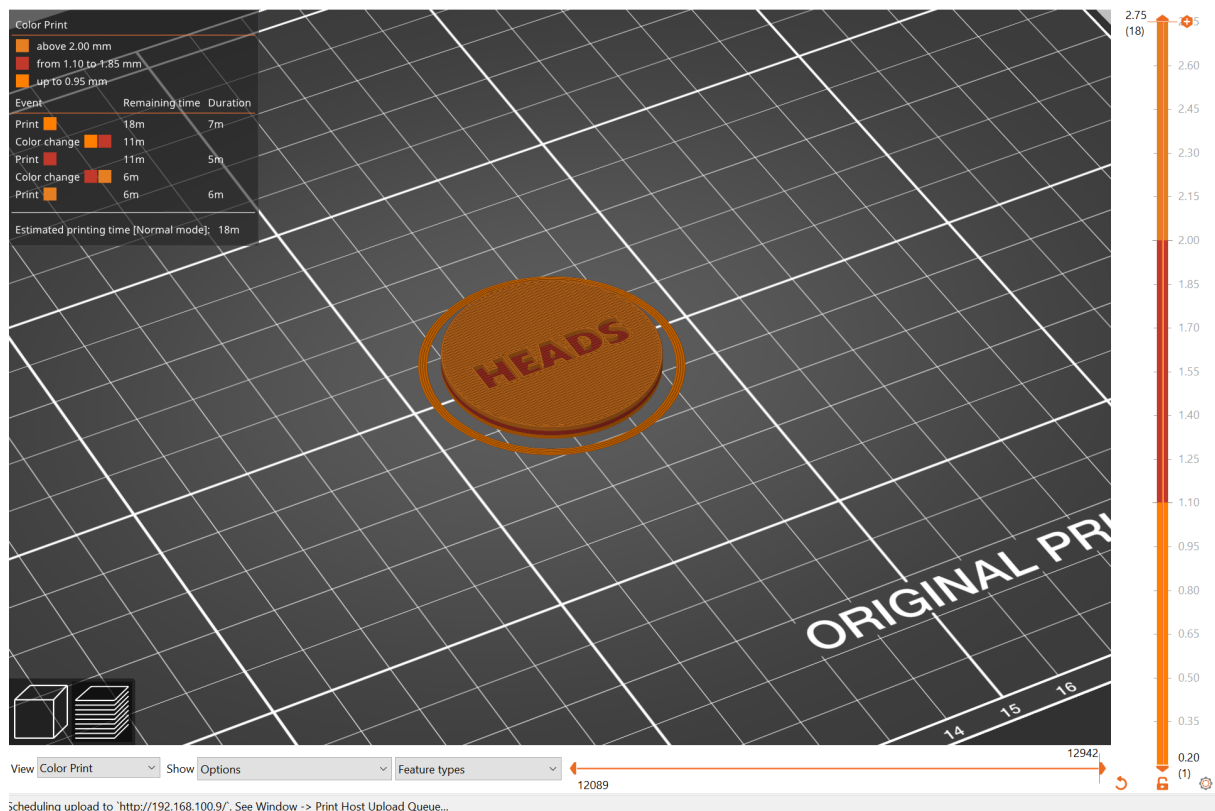 Color Print
above 2.00 mm
from 1.10 to 1.85 mm
up to 0.95 mm
Event Remaining time Duration
Print 18m 7m
Color change 11m
Print 11m 5m
Color change 6m
Print 6m 6m
Estimated printing time [Normal mode]: 18m
HEADS
ORIGINAL PRI
14 15 16
2.75
(18)
2.60
2.45
2.30
2.15
2.00
1.85
1.70
1.55
1.40
1.25
1.10
0.95
0.80
0.65
0.50
0.35
0.20
(1)
View Color Print Show Options Feature types
12942
12089
Scheduling upload to `http://192.168.100.9/`. See Window -> Print Host Upload Queue...